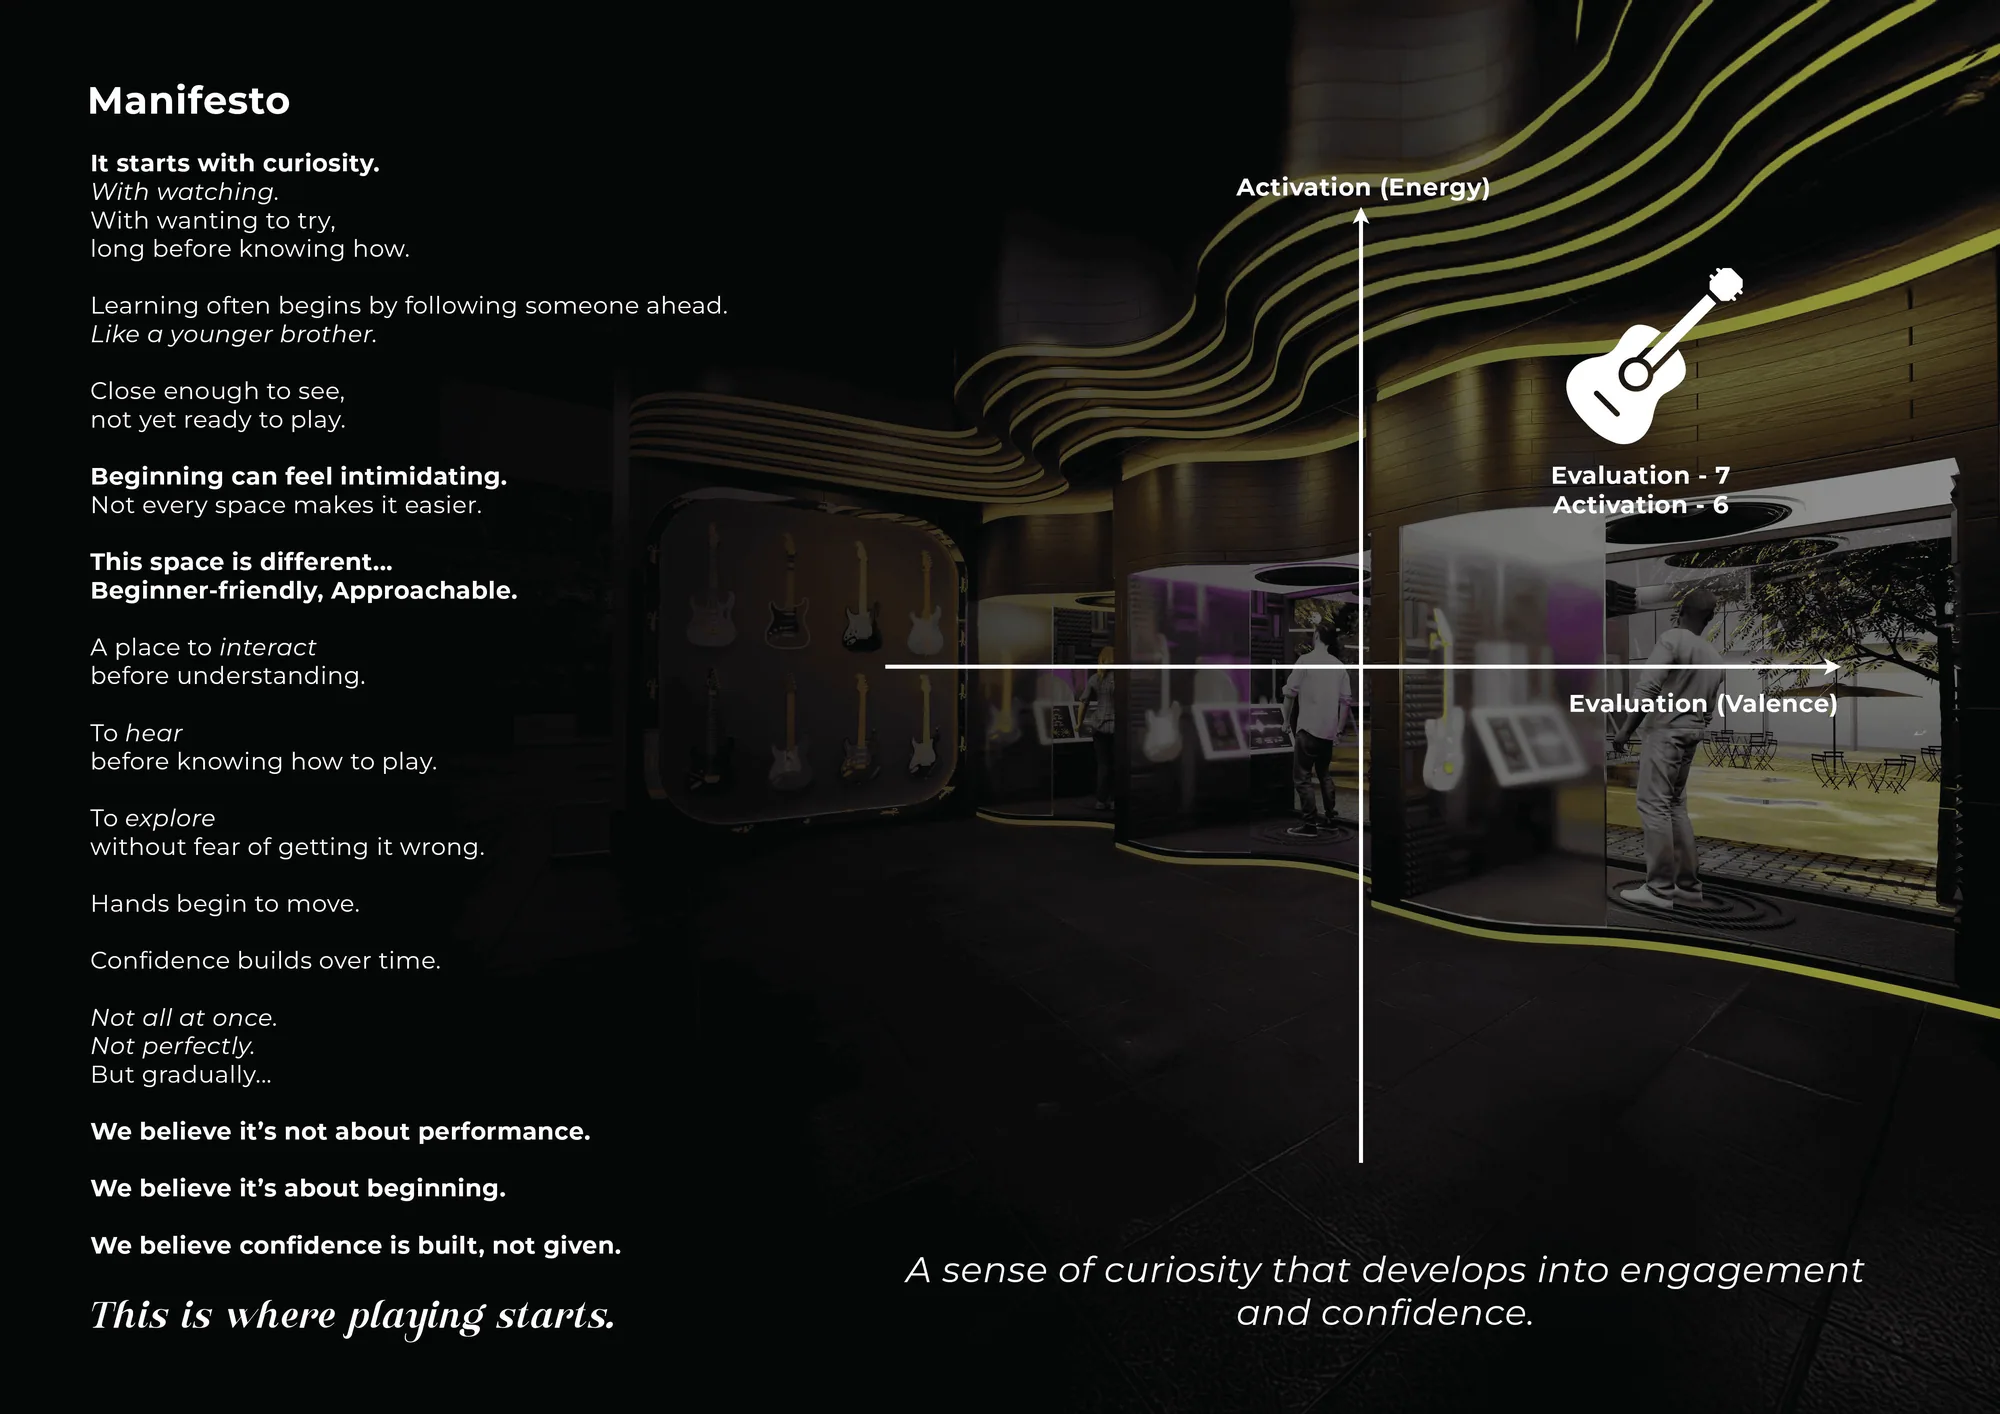 Manifesto
It starts with curiosity.
With watching.
With wanting to try,
long before knowing how.
Learning often begins by following someone ahead.
Like a younger brother.
Close enough to see,
not yet ready to play.
Beginning can feel intimidating.
Not every space makes it easier.
This space is different...
Beginner-friendly, Approachable.
A place to interact
before understanding.
To hear
before knowing how to play.
To explore
without fear of getting it wrong.
Hands begin to move.
Confidence builds over time.
Not all at once.
Not perfectly.
But gradually...
We believe it’s not about performance.
We believe it’s about beginning.
We believe confidence is built, not given.
This is where playing starts.
Activation (Energy)
Evaluation - 7
Activation - 6
Evaluation (Valence)
A sense of curiosity that develops into engagement
and confidence.